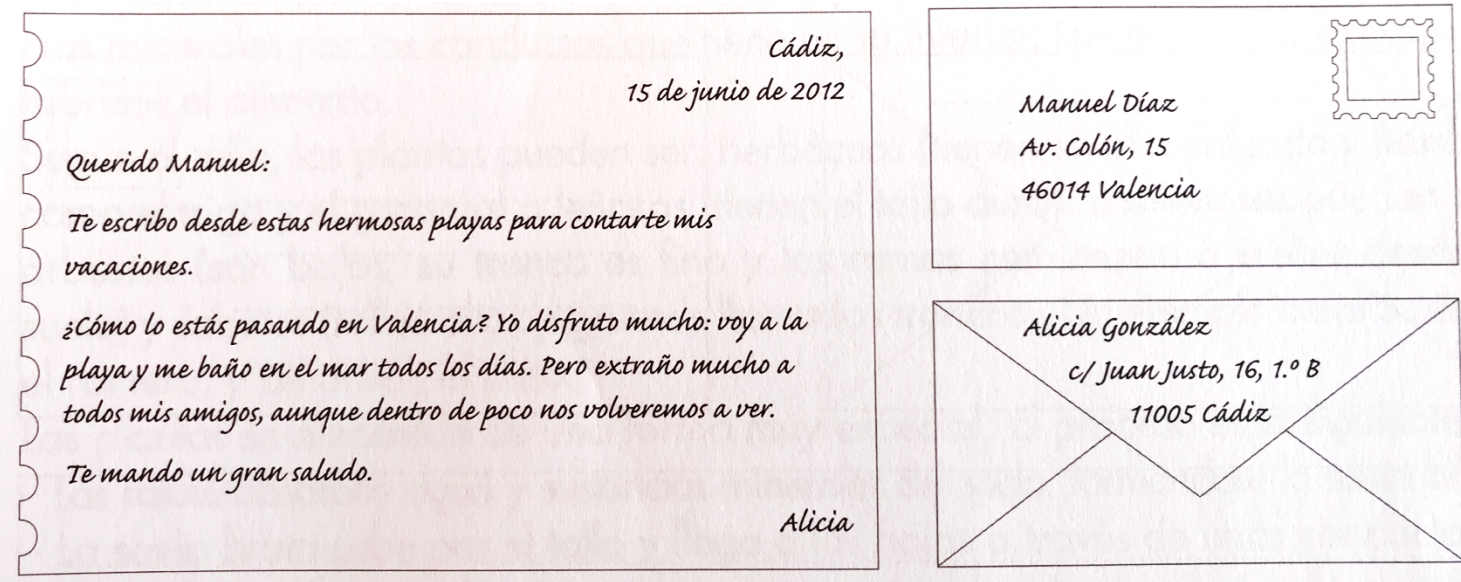 Cádiz,
15 de junio de 2012
Querido Manuel:
Te escribo desde estas hermosas playas para contarte mis
vacaciones.
¿Cómo lo estás pasando en Valencia? Yo disfruto mucho: voy a la
playa y me baño en el mar todos los días. Pero extraño mucho a
todos mis amigos, aunque dentro de poco nos volveremos a ver.
Te mando un gran saludo.
Alicia
Manuel Díaz
Av. Colón, 15
46014 Valencia
Alicia González
c/ Juan Justo, 16, 1.º B
11005 Cádiz